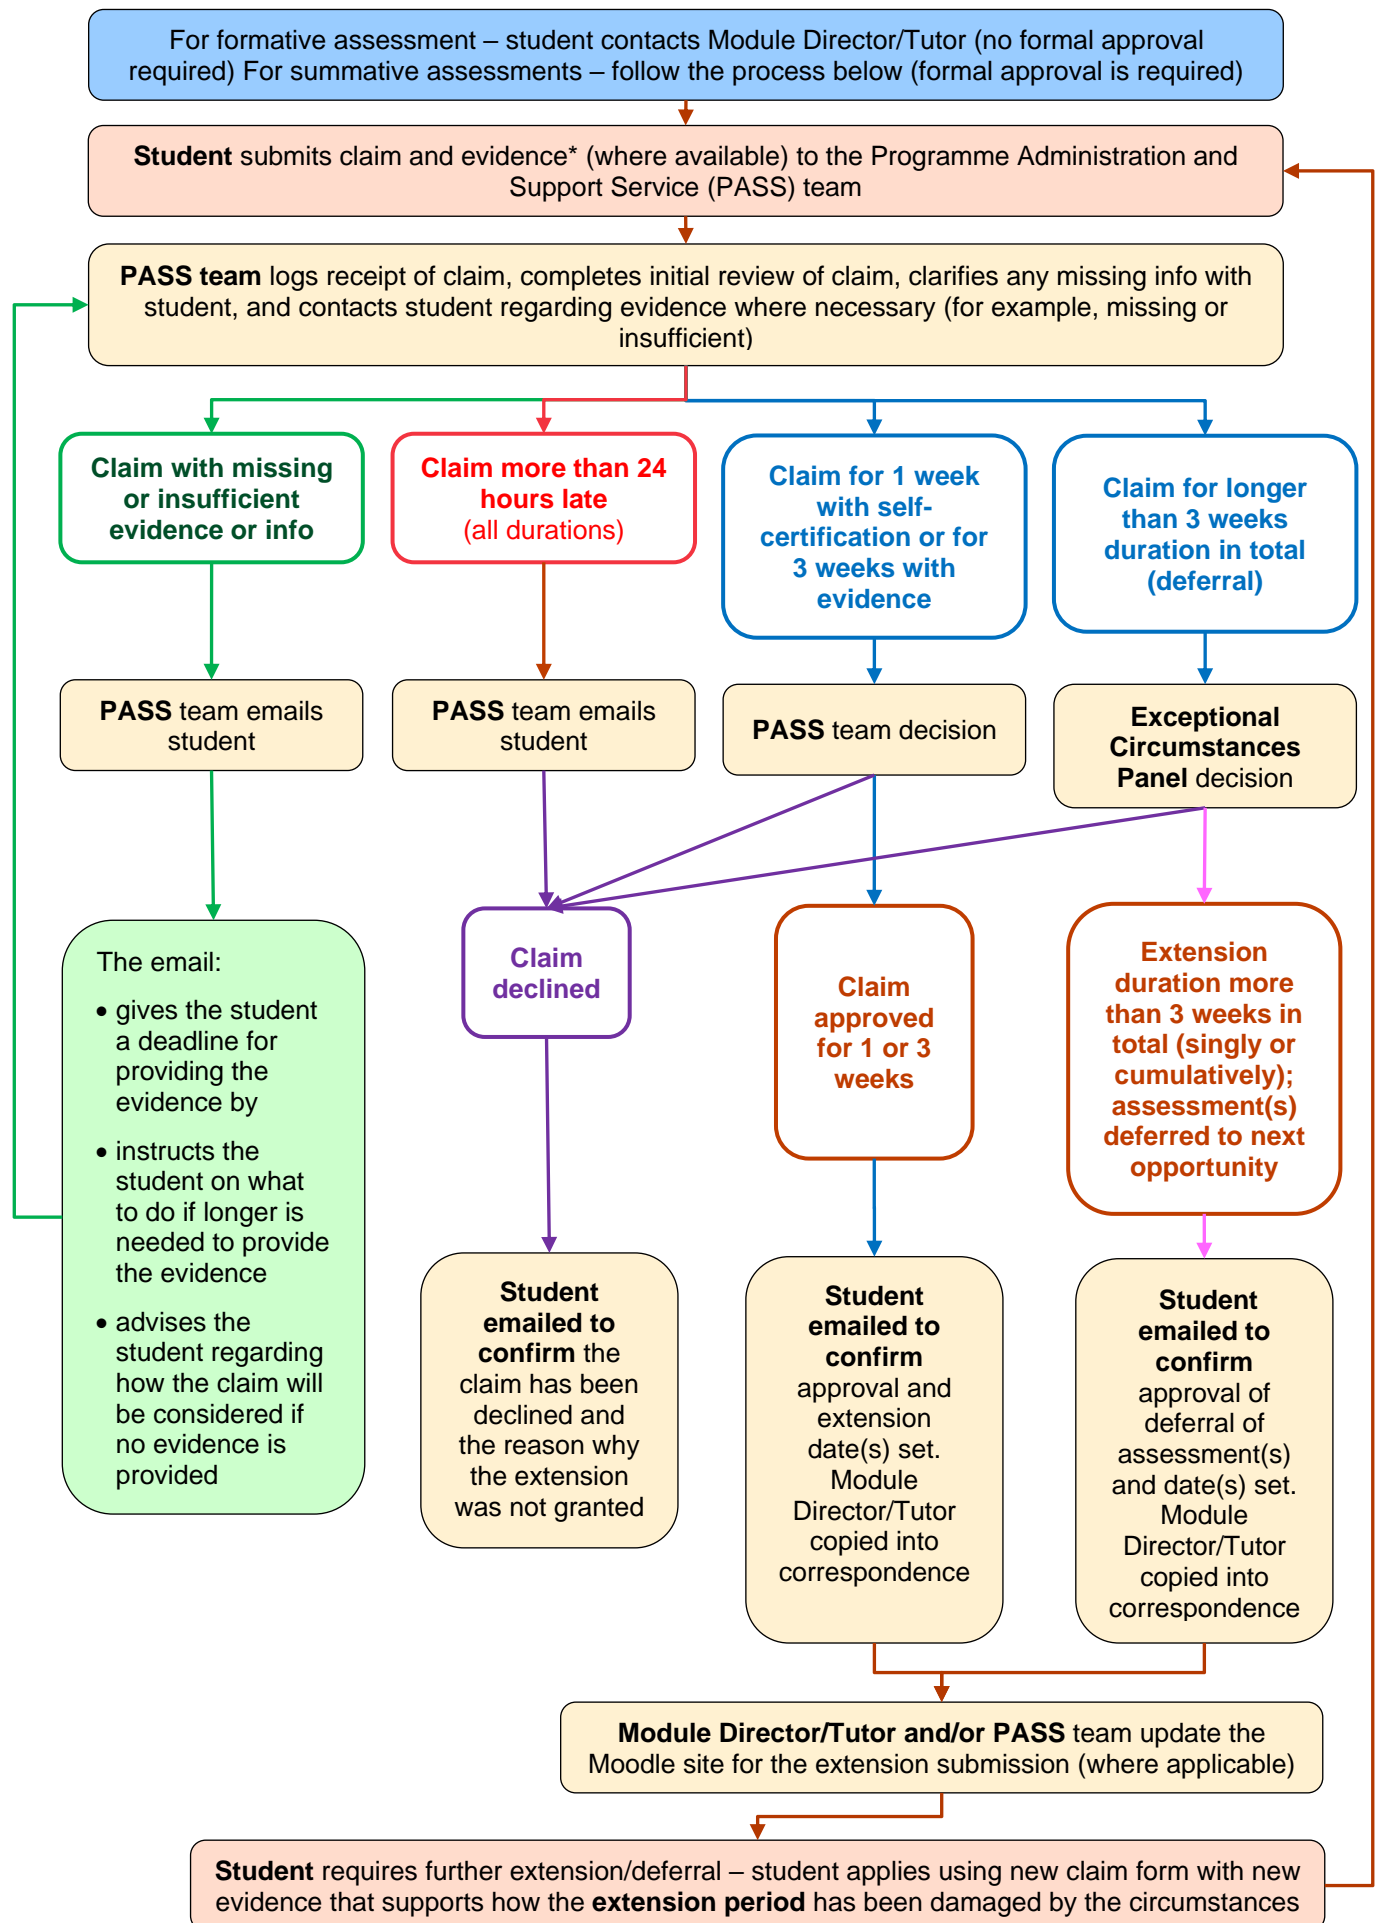 For formative assessment – student contacts Module Director/Tutor (no formal approval
required) For summative assessments – follow the process below (formal approval is required)
Student submits claim and evidence* (where available) to the Programme Administration and
Support Service (PASS) team
PASS team logs receipt of claim, completes initial review of claim, clarifies any missing info with
student, and contacts student regarding evidence where necessary (for example, missing or
insufficient)
Claim with missing
or insufficient
evidence or info
Claim more than 24
hours late
(all durations)
Claim for 1 week
with self-
certification or for
3 weeks with
evidence
Claim for longer
than 3 weeks
duration in total
(deferral)
PASS team emails
student
PASS team emails
student
PASS team decision
Exceptional
Circumstances
Panel decision
The email:
• gives the student
a deadline for
providing the
evidence by
• instructs the
student on what
to do if longer is
needed to provide
the evidence
• advises the
student regarding
how the claim will
be considered if
no evidence is
provided
Claim
declined
Claim
approved
for 1 or 3
weeks
Extension
duration more
than 3 weeks in
total (singly or
cumulatively);
assessment(s)
deferred to next
opportunity
Student
emailed to
confirm the
claim has been
declined and
the reason why
the extension
was not granted
Student
emailed to
confirm
approval and
extension
date(s) set.
Module
Director/Tutor
copied into
correspondence
Student
emailed to
confirm
approval of
deferral of
assessment(s)
and date(s) set.
Module
Director/Tutor
copied into
correspondence
Module Director/Tutor and/or PASS team update the
Moodle site for the extension submission (where applicable)
Student requires further extension/deferral – student applies using new claim form with new
evidence that supports how the extension period has been damaged by the circumstances